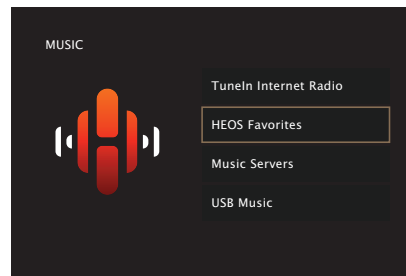 MUSIC
TuneIn Internet Radio
HEOS Favorites
Music Servers
USB Music